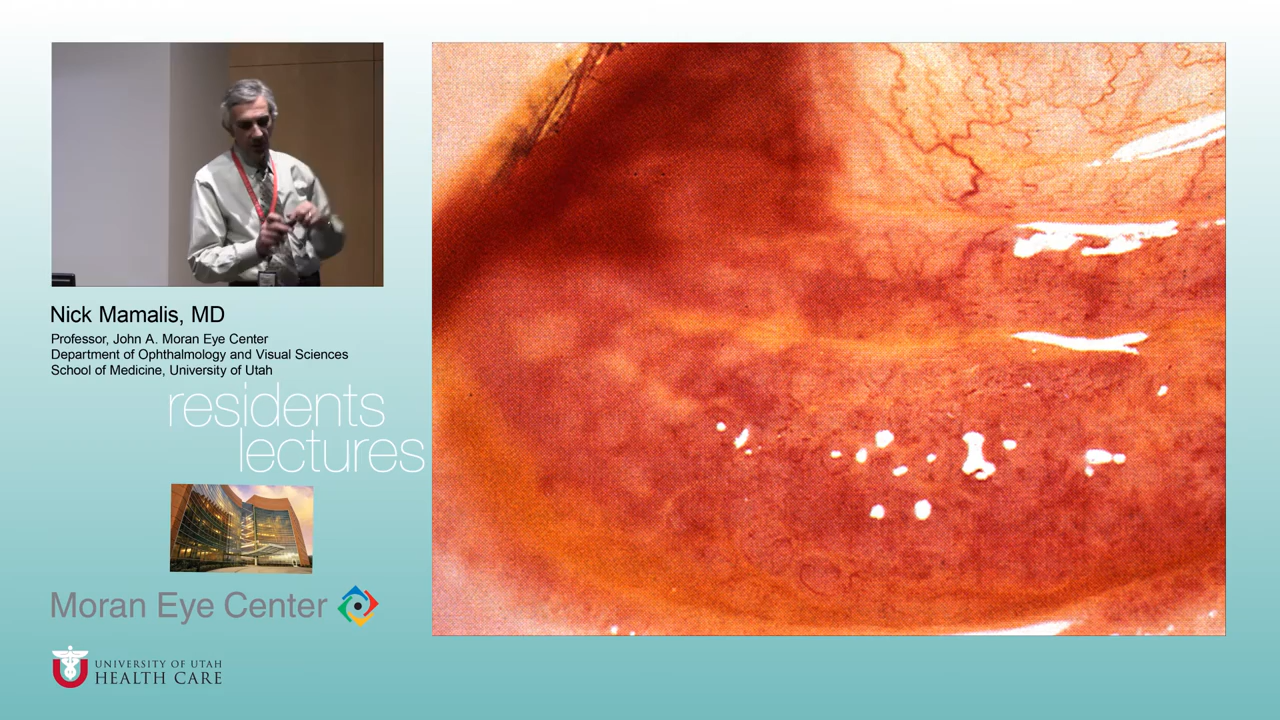 Nick Mamalis, MD
Professor, John A. Moran Eye Center
Department of Ophthalmology and Visual Sciences
School of Medicine, University of Utah
residents
lectures
Moran Eye Center
UNIVERSITY OF UTAH
HEALTH CARE